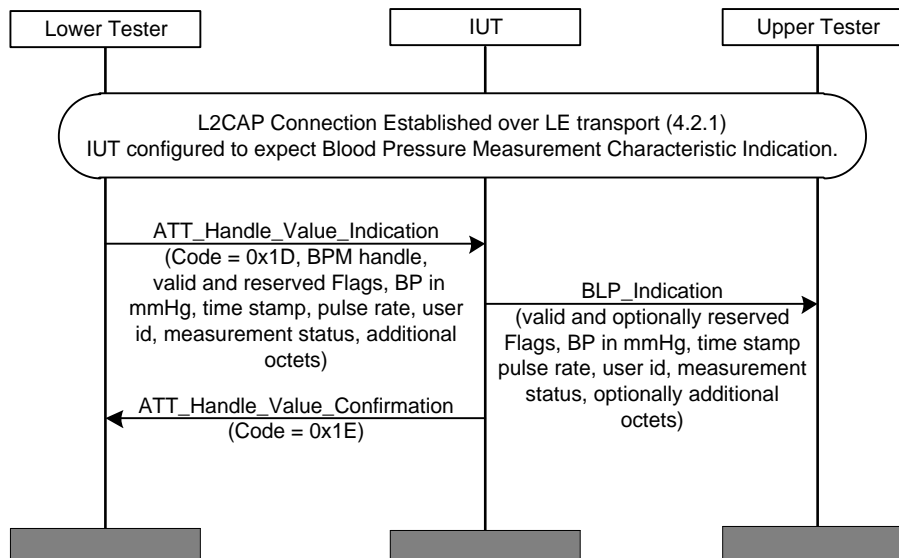 Lower Tester
IUT
Upper Tester
L2CAP Connection Established over LE transport (4.2.1)
IUT configured to expect Blood Pressure Measurement Characteristic Indication.
ATT_Handle_Value_Indication
(Code = 0x1D, BPM handle,
valid and reserved Flags, BP in
mmHg, time stamp, pulse rate, user
id, measurement status, additional
octets)
BLP_Indication
(valid and optionally reserved
Flags, BP in mmHg, time stamp
pulse rate, user id, measurement
status, optionally additional
octets)
ATT_Handle_Value_Confirmation
(Code = 0x1E)